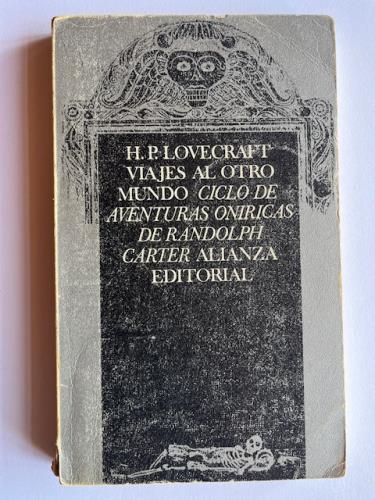 H. P. LOVECRAFT
VIAJES AL OTRO
MUNDO CICLO DE
AVENTURAS ONIRICAS
DE RANDOLPH
CARTER ALIANZA
EDITORIAL